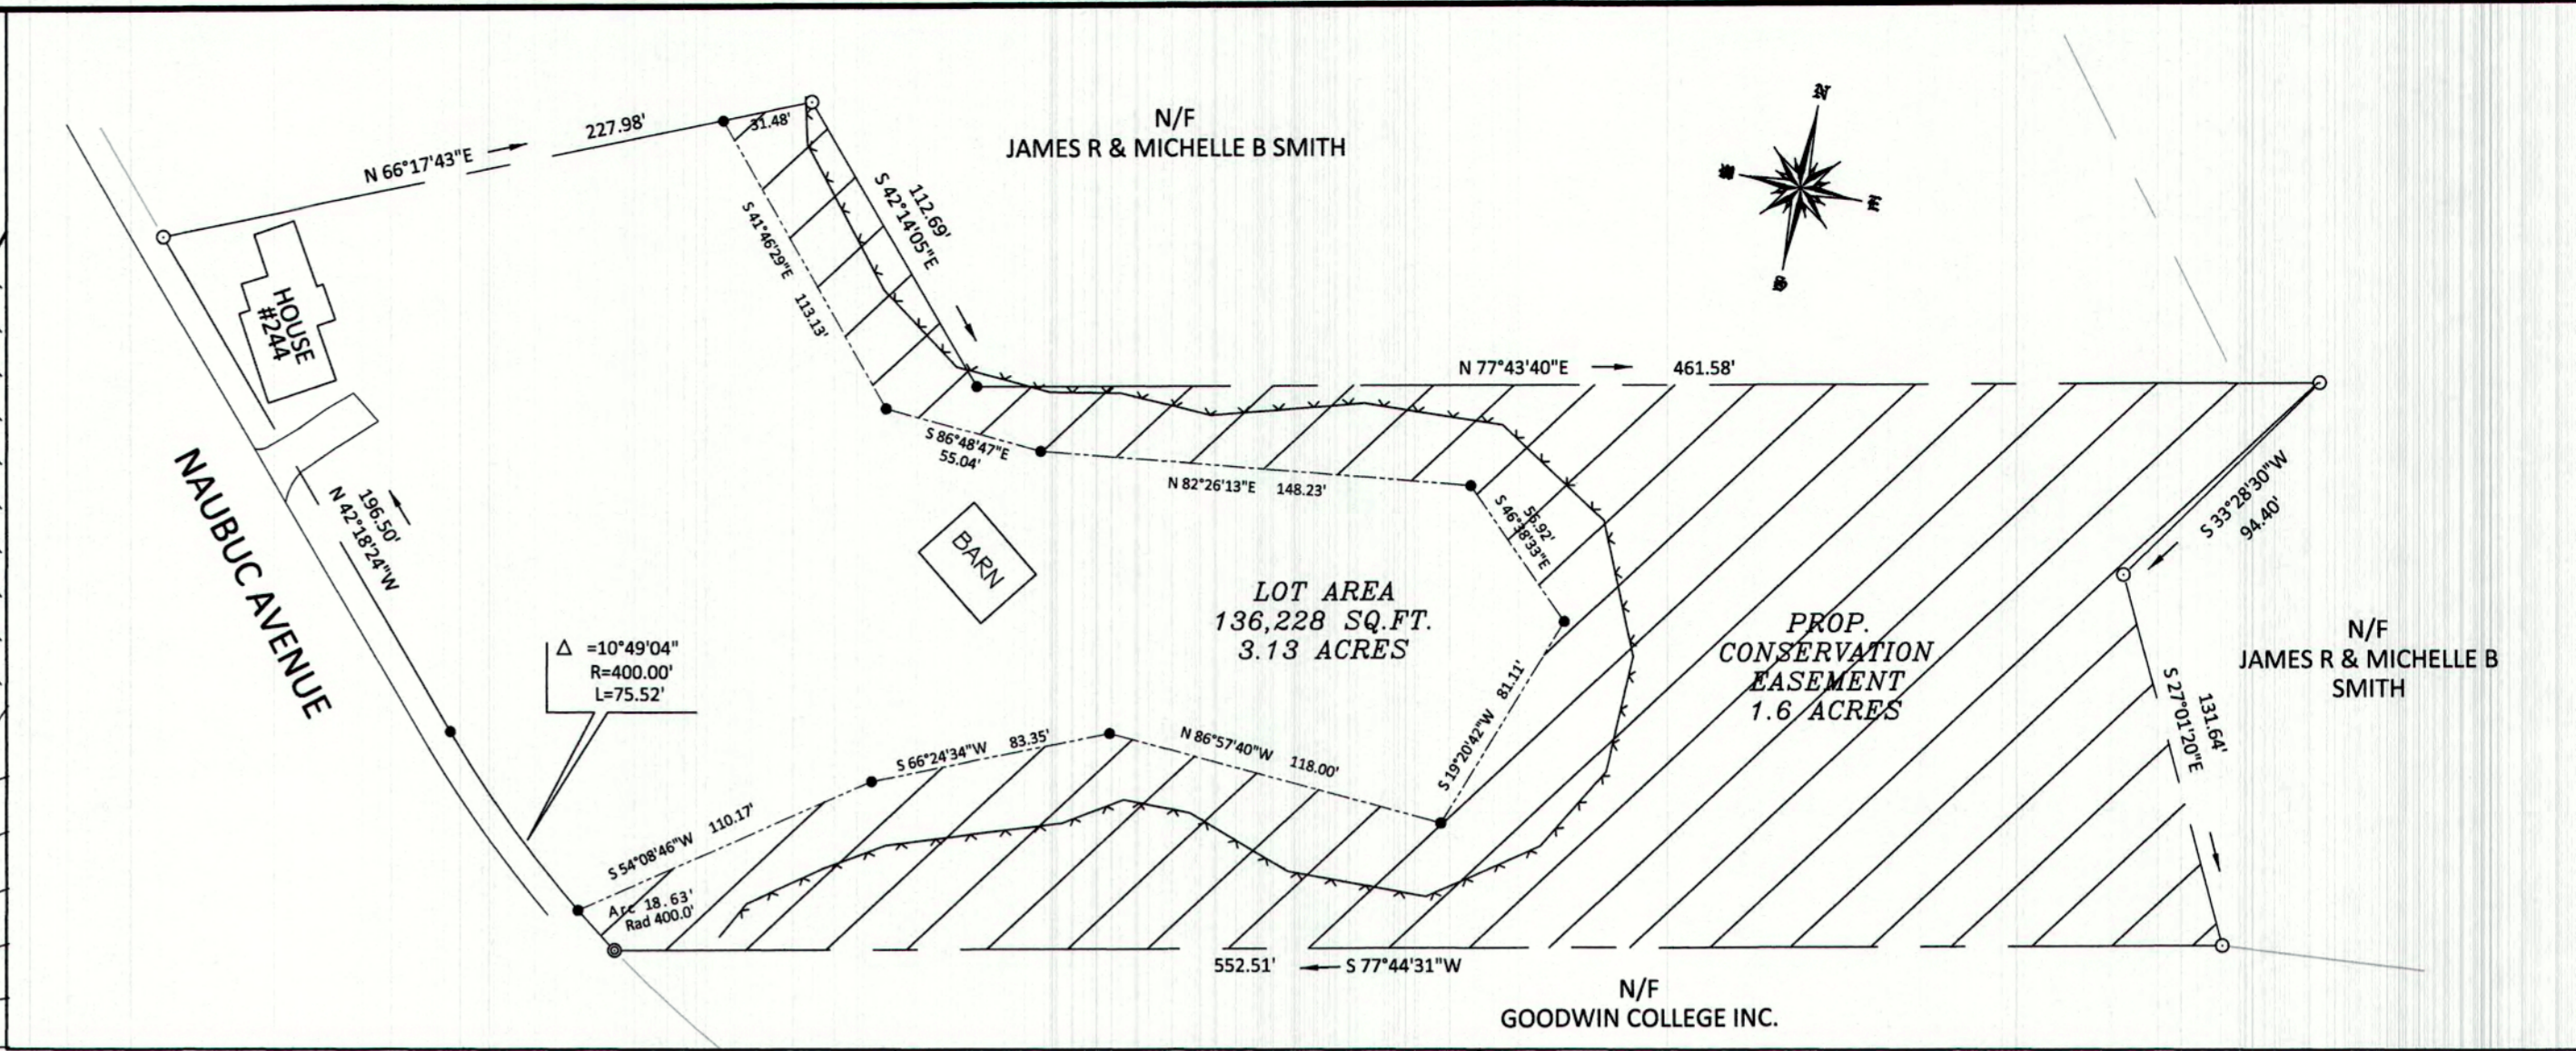 N/F
JAMES R & MICHELLE B SMITH
N
W
E
S
N 66°17'43"E
227.98'
31.48'
112.69'
S 42°14'05"E
S 41°46'29"E 113.13'
HOUSE
#244
N 77°43'40"E
461.58'
S 86°48'47"E
55.04'
N 82°26'13"E 148.23'
56.92'
S 46°38'33"E
S 33°28'30"W
94.40'
NAUBUC AVENUE
196.50'
N 42°18'24"W
BARN
LOT AREA
136,228 SQ.FT.
3.13 ACRES
PROP.
CONSERVATION
EASEMENT
1.6 ACRES
N/F
JAMES R & MICHELLE B
SMITH
131.64'
S 27°01'20"E
Δ =10°49'04"
R=400.00'
L=75.52'
S 19°20'42"W 81.11'
S 66°24'34"W 83.35'
N 86°57'40"W 118.00'
S 54°08'46"W 110.17'
Arc 18.63'
Rad 400.0'
552.51'
S 77°44'31"W
N/F
GOODWIN COLLEGE INC.